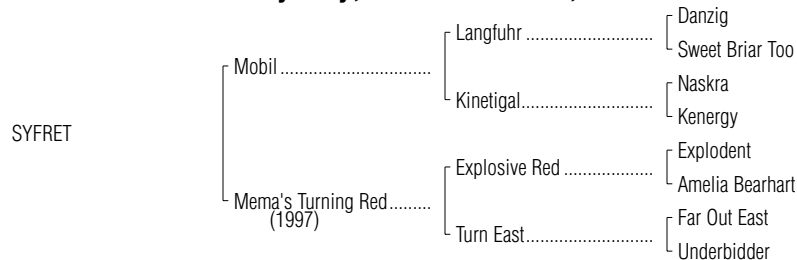 Langfuhr ........................
Danzig
Sweet Briar Too
Mobil .................................
Kinetigal.........................
Naskra
Kenergy
SYFRET
Explosive Red .................
Explodent
Amelia Bearhart
Mema's Turning Red.........
(1997)
Turn East.........................
Far Out East
Underbidder